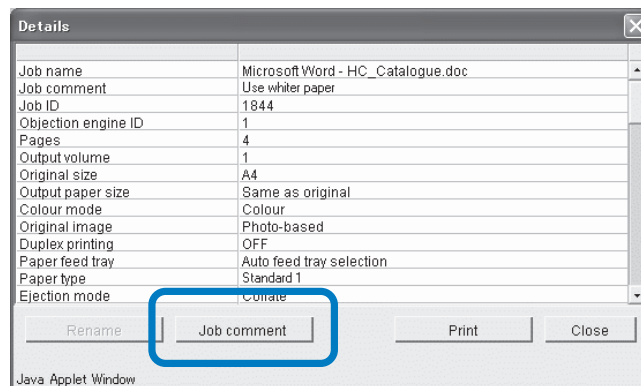 Details
Job name Microsoft Word - HC_Catalogue.doc
Job comment Use whiter paper
Job ID 1844
Objection engine ID 1
Pages 4
Output volume 1
Original size A4
Output paper size Same as original
Colour mode Colour
Original image Photo-based
Duplex printing OFF
Paper feed tray Auto feed tray selection
Paper type Standard 1
Ejection mode Collate
Rename Job comment Print Close
Java Applet Window